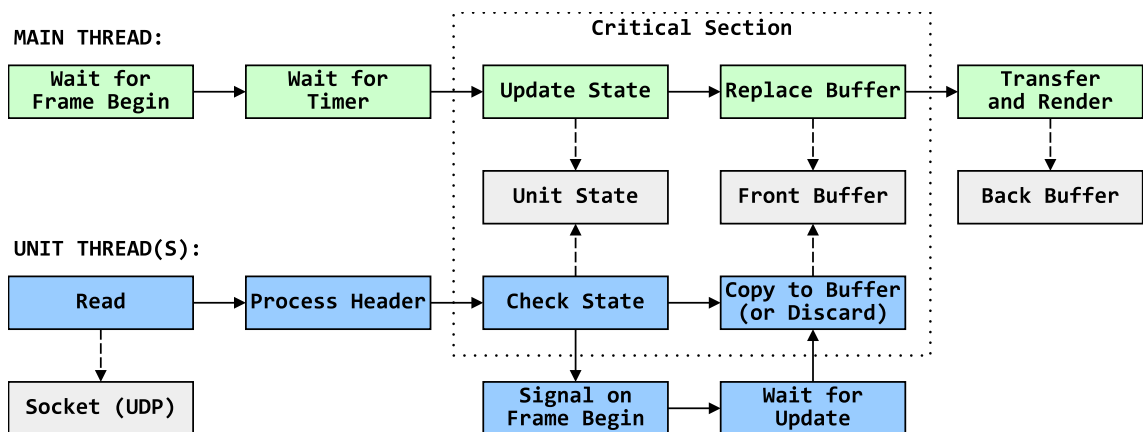 Critical Section
MAIN THREAD:
Wait for
Frame Begin
Wait for
Timer
Update State
Replace Buffer
Transfer
and Render
Unit State
Front Buffer
Back Buffer
UNIT THREAD(S):
Read
Process Header
Check State
Copy to Buffer
(or Discard)
Socket (UDP)
Signal on
Frame Begin
Wait for
Update